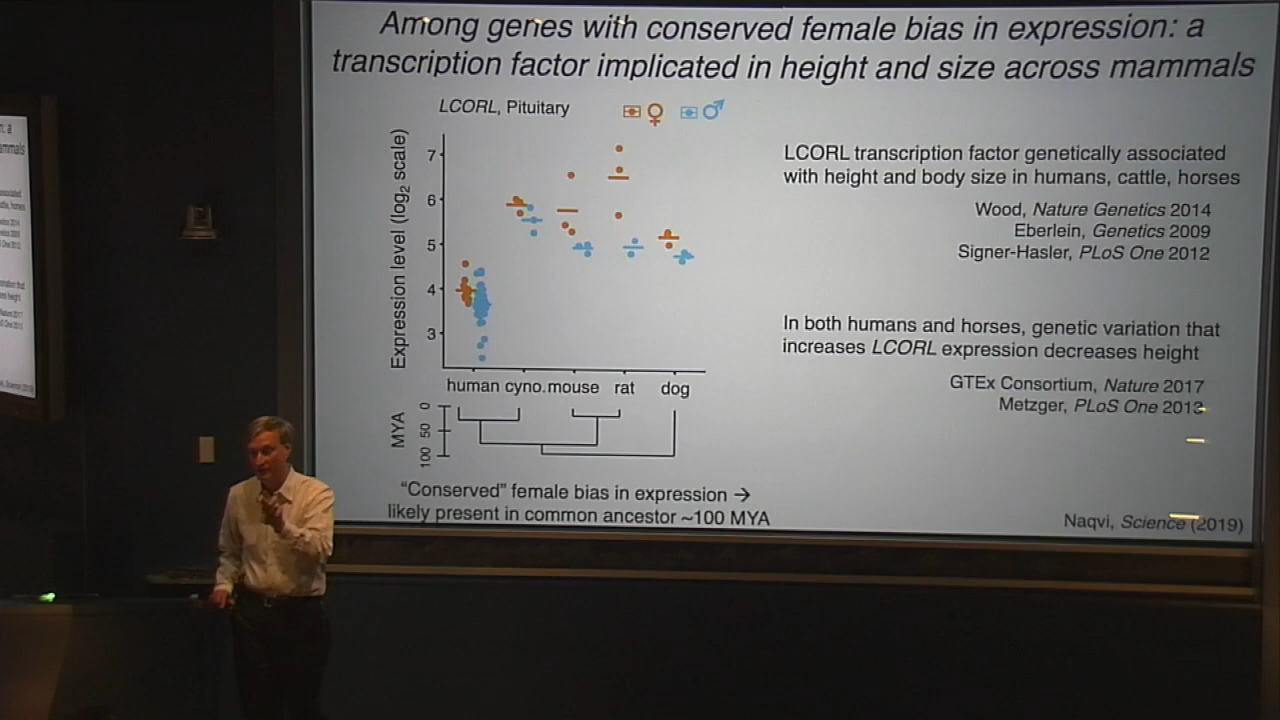 Among genes with conserved female bias in expression: a
transcription factor implicated in height and size across mammals
LCORL, Pituitary
♀
♂
Expression level (log2 scale)
7
6
5
4
3
human cyno. mouse rat dog
MYA
0
50
100
"Conserved" female bias in expression →
likely present in common ancestor ~100 MYA
LCORL transcription factor genetically associated
with height and body size in humans, cattle, horses
Wood, Nature Genetics 2014
Eberlein, Genetics 2009
Signer-Hasler, PLoS One 2012
In both humans and horses, genetic variation that
increases LCORL expression decreases height
GTEx Consortium, Nature 2017
Metzger, PLoS One 2013
Naqvi, Science (2019)